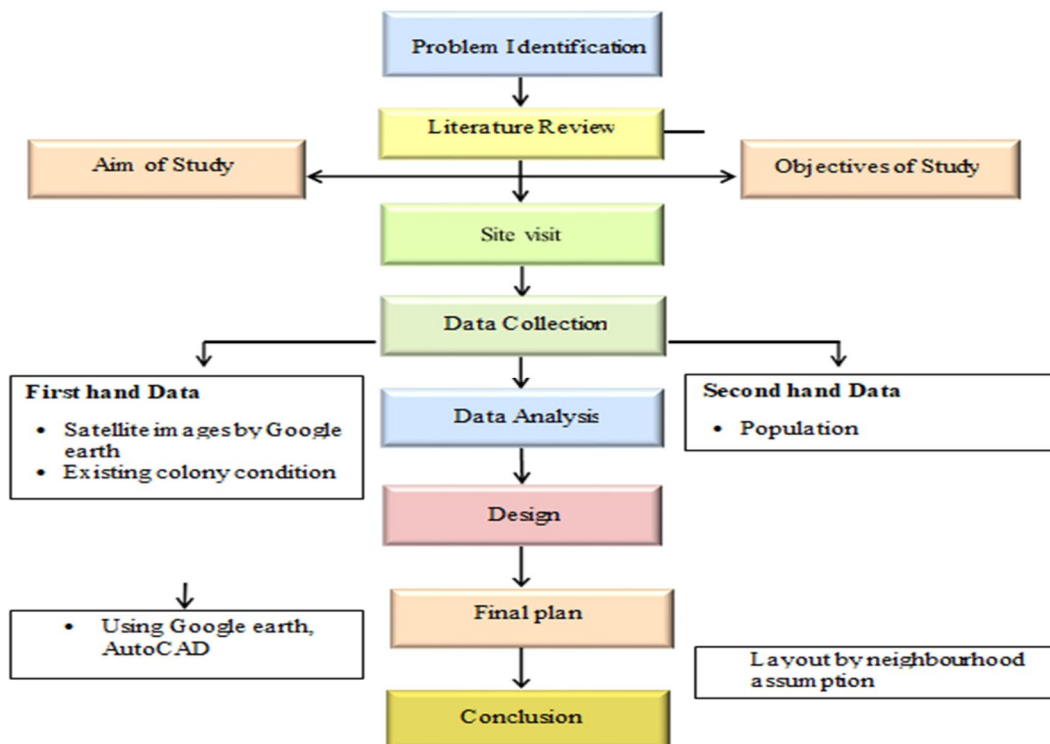 Problem Identification
Literature Review
Aim of Study
Objectives of Study
Site visit
Data Collection
First hand Data
• Satellite images by Google
earth
• Existing colony condition
Second hand Data
• Population
Data Analysis
Design
Final plan
• Using Google earth,
AutoCAD
Layout by neighbourhood
assumption
Conclusion